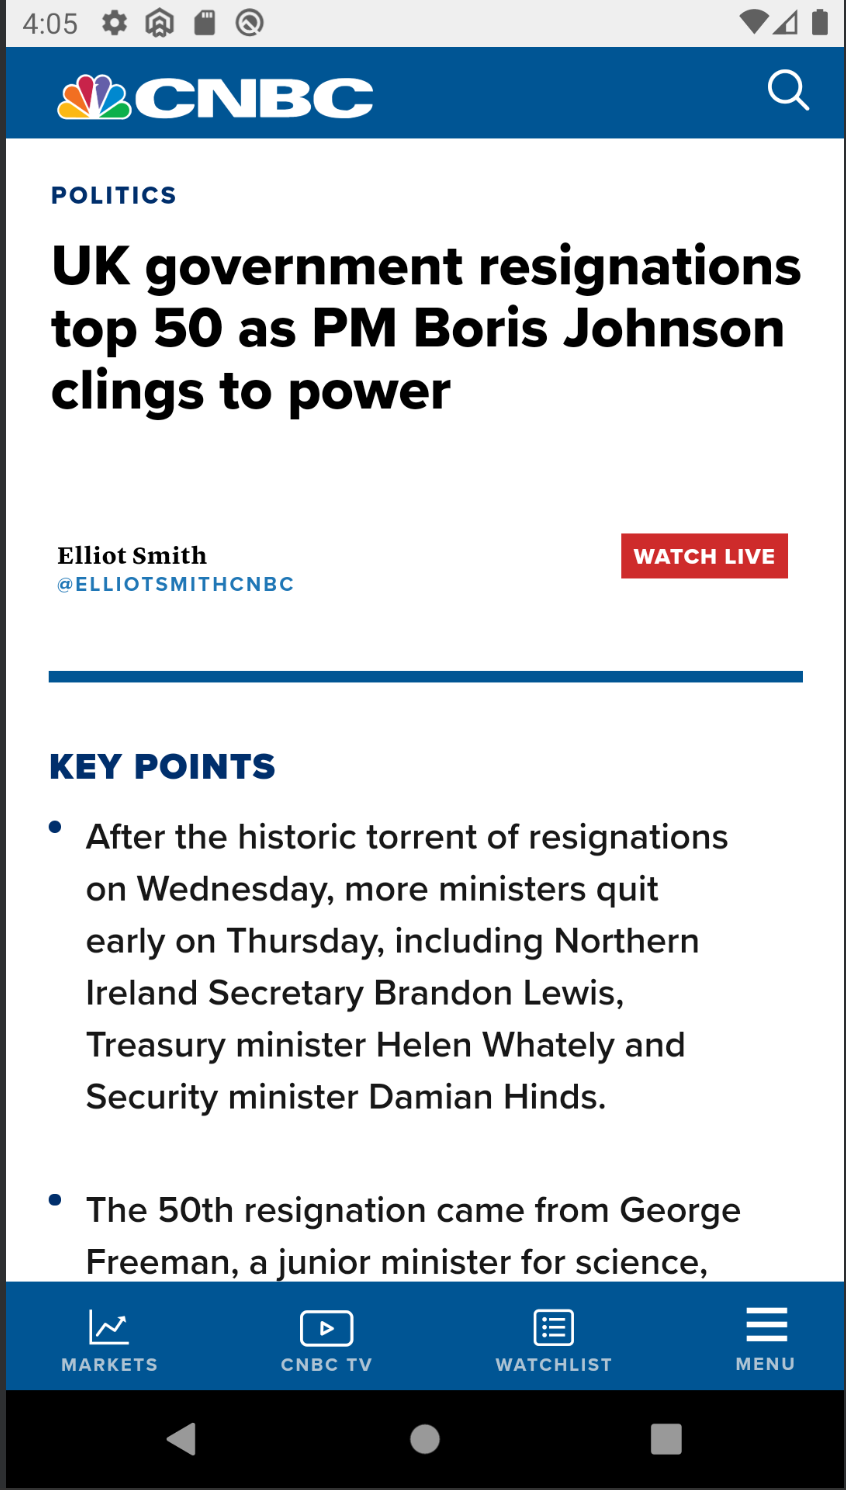 4:05
CNBC
POLITICS
UK government resignations
top 50 as PM Boris Johnson
clings to power
Elliot Smith
@ELLIOTSMITHCNBC
WATCH LIVE
KEY POINTS
• After the historic torrent of resignations
on Wednesday, more ministers quit
early on Thursday, including Northern
Ireland Secretary Brandon Lewis,
Treasury minister Helen Whately and
Security minister Damian Hinds.
• The 50th resignation came from George
Freeman, a junior minister for science,
MARKETS
CNBC TV
WATCHLIST
MENU